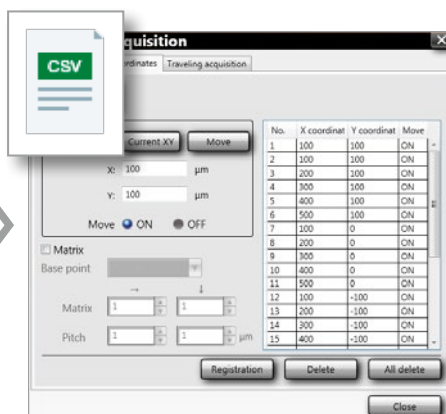 CSV
quisition
rdinates Traveling acquisition
Current XY Move
X: 100 μm
Y: 100 μm
Move ON OFF
Matrix
Base point
→ ↓
Matrix 1 1
Pitch 1 1 μm
No. X coordinat Y coordinat Move
1 100 100 ON
2 100 100 ON
3 200 100 ON
4 300 100 ON
5 400 100 ON
6 500 100 ON
7 100 0 ON
8 200 0 ON
9 300 0 ON
10 400 0 ON
11 500 0 ON
12 100 -100 ON
13 200 -100 ON
14 300 -100 ON
15 400 -100 ON
Registration Delete All delete
Close